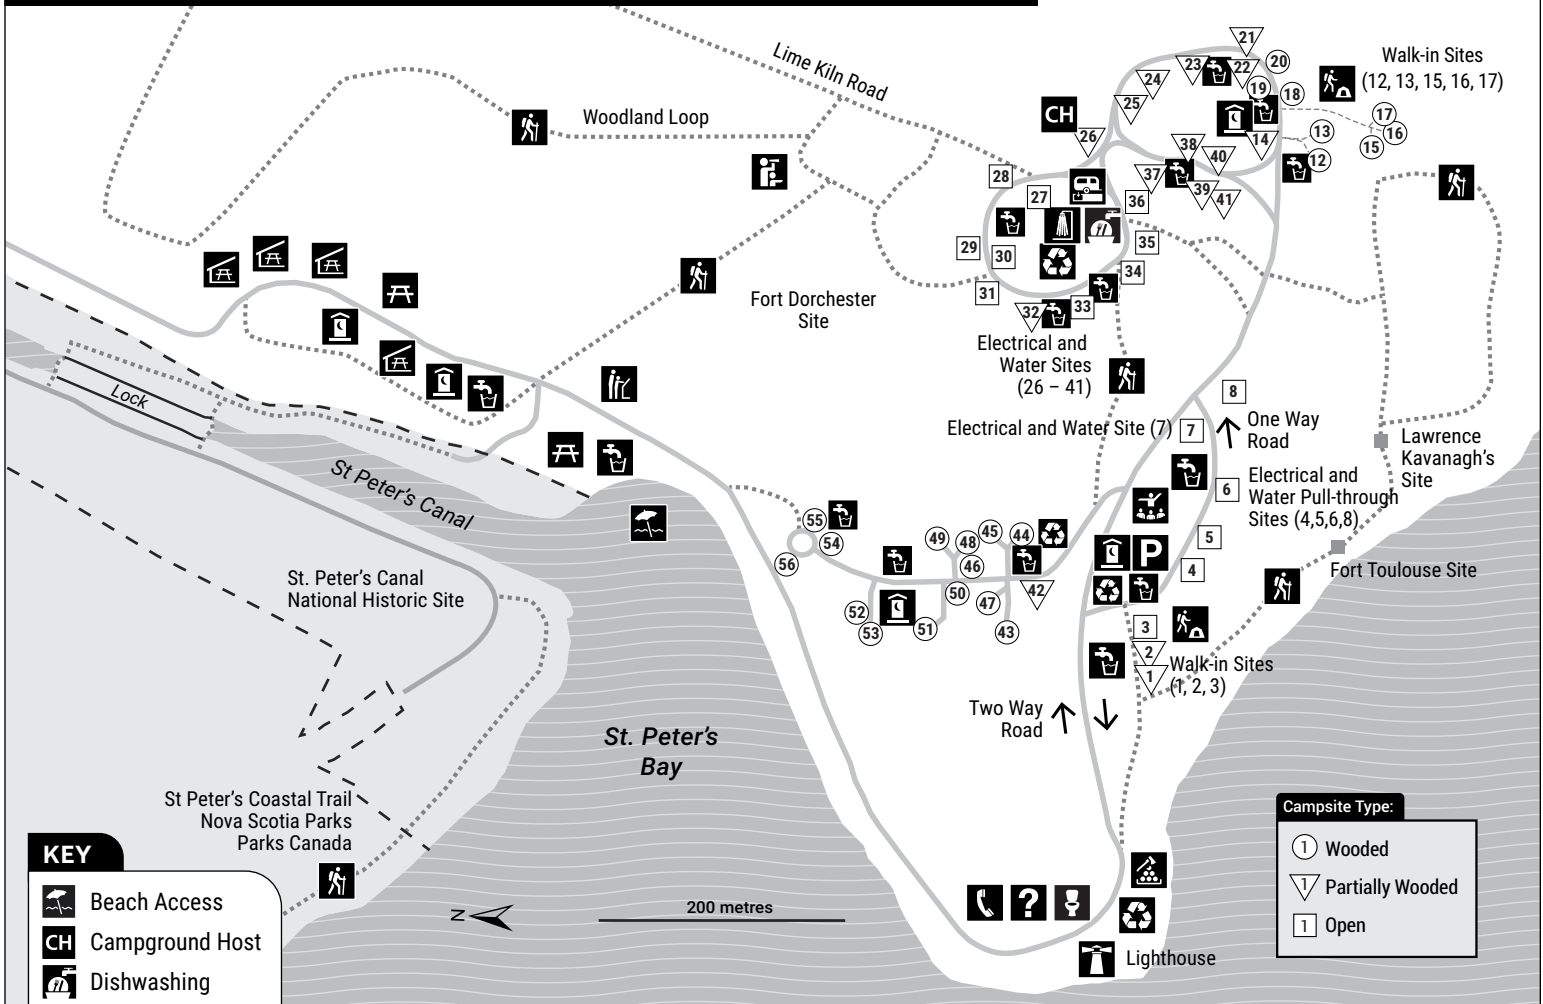 Lime Kiln Road
Woodland Loop
Walk-in Sites
(12, 13, 15, 16, 17)
21
20
23
22
24
19
18
25
CH
17
13
16
26
14
15
38
12
40
37
28
39
27
41
36
35
29
30
34
31
33
32
Fort Dorchester
Site
Electrical and
Water Sites
(26 – 41)
Lock
8
Electrical and Water Site (7)
7
One Way
Road
Lawrence
Kavanagh's
Site
St Peter's Canal
6
Electrical and
Water Pull-through
Sites (4,5,6,8)
55
49
48
45
44
54
5
56
46
P
4
Fort Toulouse Site
St. Peter's Canal
National Historic Site
50
42
52
47
53
51
43
3
2
1
Walk-in Sites
(1, 2, 3)
Two Way
Road
St. Peter's
Bay
St Peter's Coastal Trail
Nova Scotia Parks
Parks Canada
KEY
Beach Access
CH Campground Host
Dishwashing
N
200 metres
?
Lighthouse
Campsite Type:
1 Wooded
1 Partially Wooded
1 Open